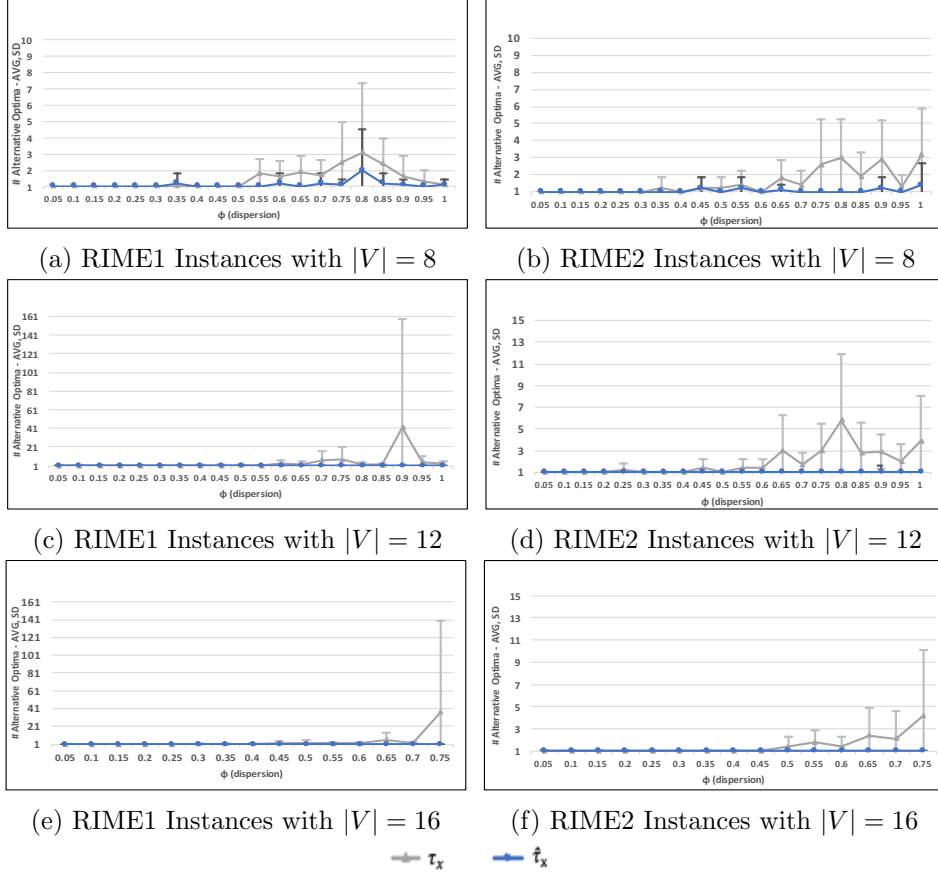 # Alternative Optima - AVG, SD
10
9
8
7
6
5
4
3
2
1
0.05 0.1 0.15 0.2 0.25 0.3 0.35 0.4 0.45 0.5 0.55 0.6 0.65 0.7 0.75 0.8 0.85 0.9 0.95 1
ϕ (dispersion)
(a) RIME1 Instances with |V| = 8
# Alternative Optima - AVG, SD
10
9
8
7
6
5
4
3
2
1
0.05 0.1 0.15 0.2 0.25 0.3 0.35 0.4 0.45 0.5 0.55 0.6 0.65 0.7 0.75 0.8 0.85 0.9 0.95 1
ϕ (dispersion)
(b) RIME2 Instances with |V| = 8
# Alternative Optima - AVG, SD
161
141
121
101
81
61
41
21
1
0.05 0.1 0.15 0.2 0.25 0.3 0.35 0.4 0.45 0.5 0.55 0.6 0.65 0.7 0.75 0.8 0.85 0.9 0.95 1
ϕ (dispersion)
(c) RIME1 Instances with |V| = 12
# Alternative Optima - AVG, SD
15
13
11
9
7
5
3
1
0.05 0.1 0.15 0.2 0.25 0.3 0.35 0.4 0.45 0.5 0.55 0.6 0.65 0.7 0.75 0.8 0.85 0.9 0.95 1
ϕ (dispersion)
(d) RIME2 Instances with |V| = 12
# Alternative Optima - AVG, SD
161
141
121
101
81
61
41
21
1
0.05 0.1 0.15 0.2 0.25 0.3 0.35 0.4 0.45 0.5 0.55 0.6 0.65 0.7 0.75
ϕ (dispersion)
(e) RIME1 Instances with |V| = 16
# Alternative Optima - AVG, SD
15
13
11
9
7
5
3
1
0.05 0.1 0.15 0.2 0.25 0.3 0.35 0.4 0.45 0.5 0.55 0.6 0.65 0.7 0.75
ϕ (dispersion)
(f) RIME2 Instances with |V| = 16
τₓ τ̂ₓ